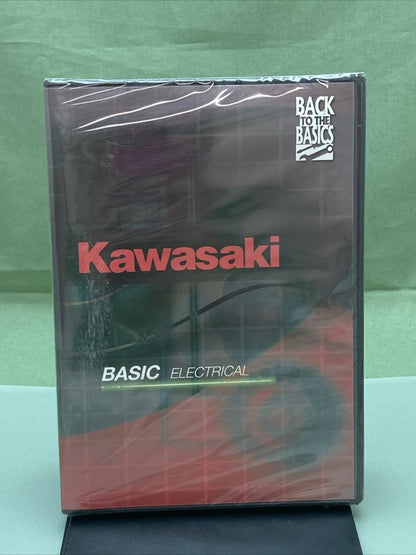 BACK
TO THE
BASICS
Kawasaki
BASIC ELECTRICAL